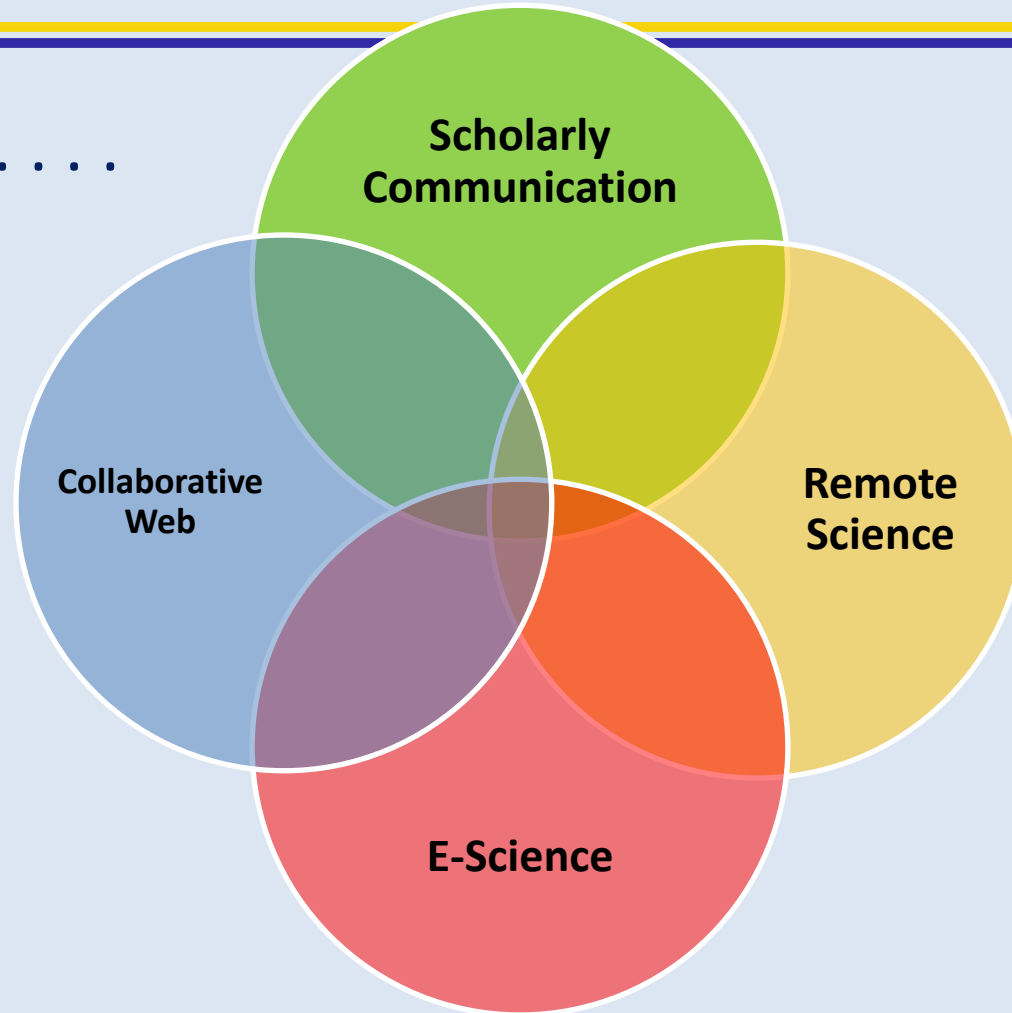 Scholarly
Communication
. . . .
Collaborative
Web
Remote
Science
E-Science